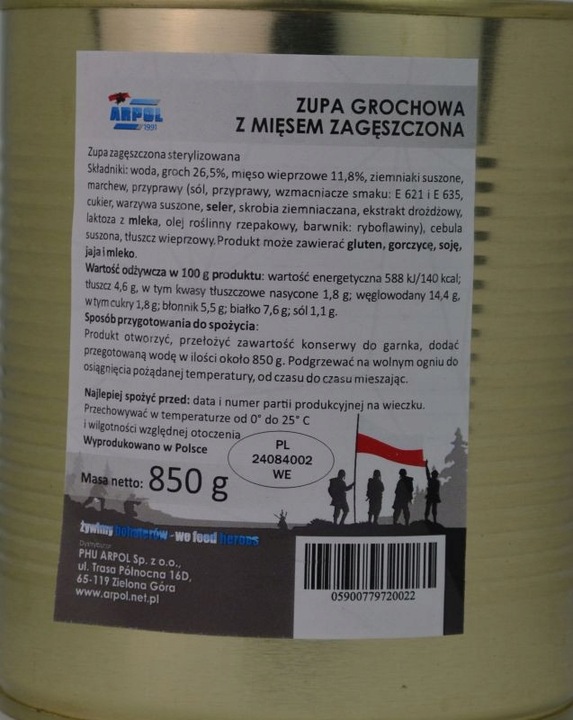 ARPOL
1991
ZUPA GROCHOWA
Z MIĘSEM ZAGĘSZCZONA
Zupa zagęszczona sterylizowana
Składniki: woda, groch 26,5%, mięso wieprzowe 11,8%, ziemniaki suszone,
marchew, przyprawy (sól, przyprawy, wzmacniacze smaku: E 621 i E 635,
cukier, warzywa suszone, seler, skrobia ziemniaczana, ekstrakt drożdżowy,
laktoza z mleka, olej roślinny rzepakowy, barwnik: ryboflawiny), cebula
suszona, tłuszcz wieprzowy.Produkt może zawierać gluten, gorczycę, soję,
jaja i mleko.
Wartość odżywcza w 100 g produktu: wartość energetyczna 588 kJ/140 kcal;
tłuszcz 4,6 g, w tym kwasy tłuszczowe nasycone 1,8 g; węglowodany 14,4 g,
w tym cukry 1,8 g; błonnik 5,5 g; białko 7,6 g; sól 1,1 g.
Sposób przygotowania do spożycia:
Produkt otworzyć, przełożyć zawartość konserwy do garnka, dodać
przegotowaną wodę w ilości około 850 g. Podgrzewać na wolnym ogniu do
osiągnięcia pożądanej temperatury, od czasu do czasu mieszając.
Najlepiej spożyć przed: data i numer partii produkcyjnej na wieczku.
Przechowywać w temperaturze od 0° do 25° C
i wilgotności względnej otoczenia
Wyprodukowano w Polsce
PL
24084002
WE
Masa netto: 850 g
żywimy bohaterów - we feed heroes
Dystrybutor
PHU ARPOL Sp. z o.o.,
ul. Trasa Północna 16D,
65-119 Zielona Góra
www.arpol.net.pl
05900779720022